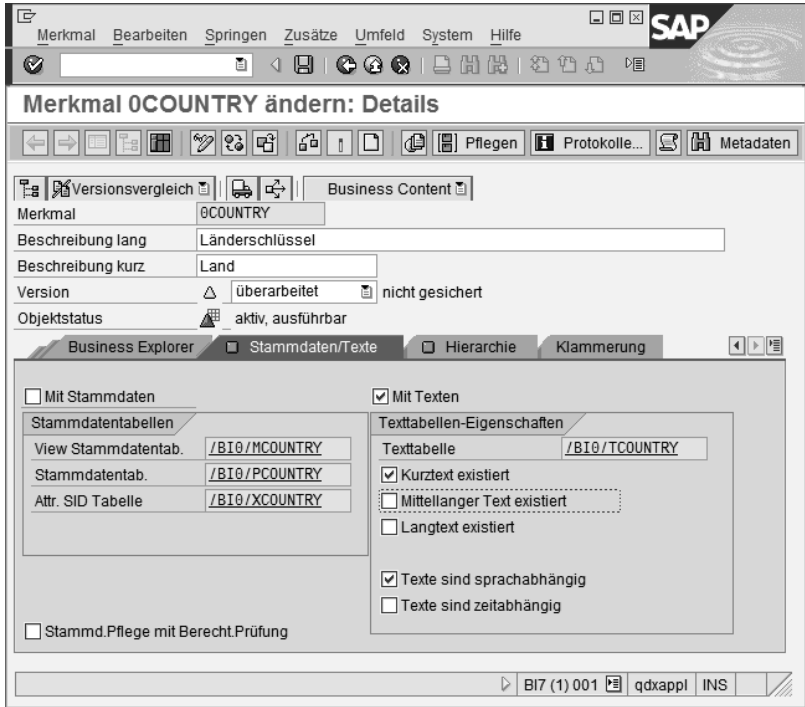 Merkmal Bearbeiten Springen Zusätze Umfeld System Hilfe
SAP
Merkmal 0COUNTRY ändern: Details
Pflegen Protokolle... Metadaten
Versionsvergleich Business Content
Merkmal 0COUNTRY
Beschreibung lang Länderschlüssel
Beschreibung kurz Land
Version überarbeitet nicht gesichert
Objektstatus aktiv, ausführbar
Business Explorer Stammdaten/Texte Hierarchie Klammerung
Mit Stammdaten Mit Texten
Stammdatentabellen Texttabellen-Eigenschaften
View Stammdatentab. /BI0/MCOUNTRY Texttabelle /BI0/TCOUNTRY
Stammdatentab. /BI0/PCOUNTRY Kurztext existiert
Attr. SID Tabelle /BI0/XCOUNTRY Mittellanger Text existiert
Langtext existiert
Texte sind sprachabhängig
Texte sind zeitabhängig
Stammd.Pflege mit Berecht.Prüfung
BI7 (1) 001 qdxappl INS